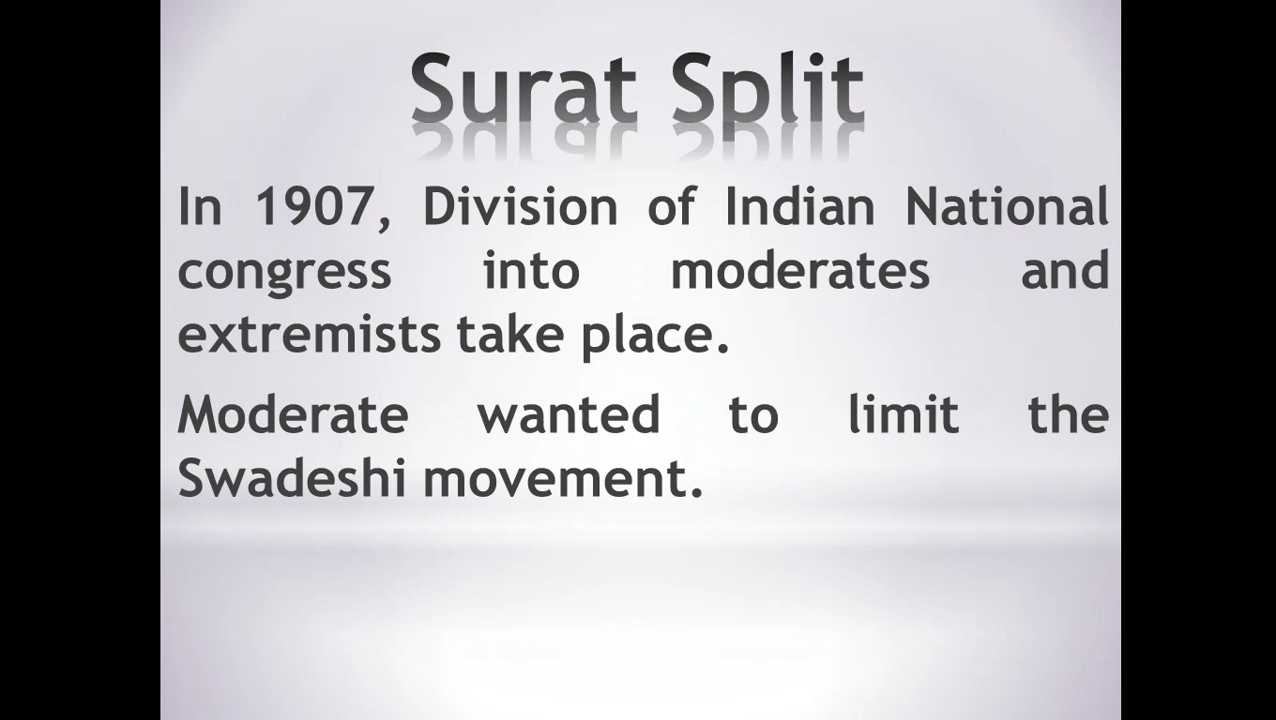 Surat Split
In 1907, Division of Indian National
congress into moderates and
extremists take place.
Moderate wanted to limit the
Swadeshi movement.